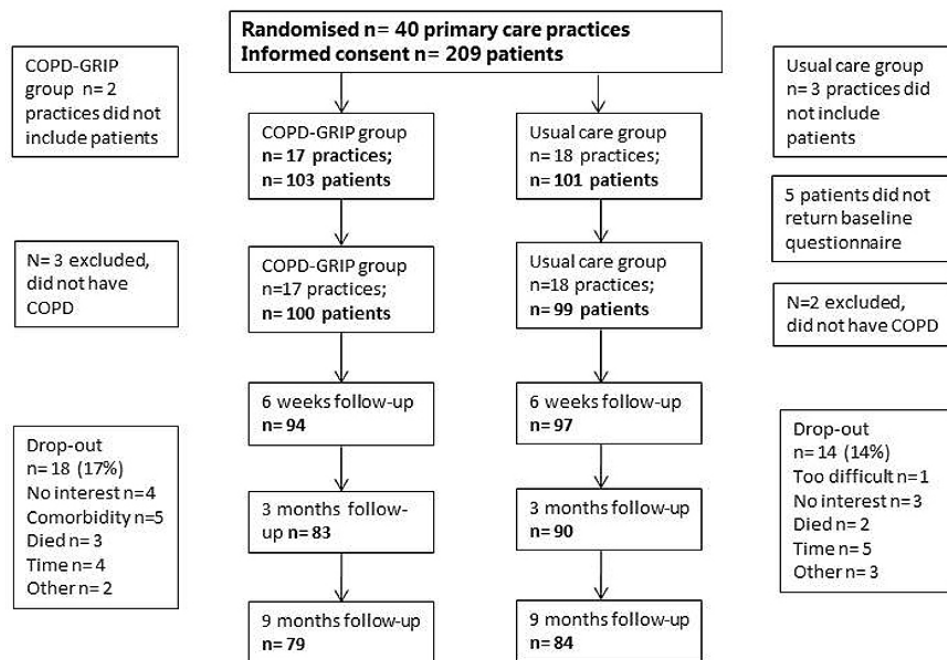 Randomised n= 40 primary care practices
Informed consent n= 209 patients
COPD-GRIP
group n= 2
practices did not
include patients
COPD-GRIP group
n= 17 practices;
n= 103 patients
Usual care group
n= 18 practices;
n= 101 patients
Usual care group
n= 3 practices did
not include
patients
5 patients did not
return baseline
questionnaire
N= 3 excluded,
did not have
COPD
COPD-GRIP group
n=17 practices;
n= 100 patients
Usual care group
n=18 practices;
n= 99 patients
N=2 excluded,
did not have COPD
6 weeks follow-up
n= 94
6 weeks follow-up
n= 97
Drop-out
n= 18 (17%)
No interest n=4
Comorbidity n=5
Died n= 3
Time n= 4
Other n= 2
3 months follow-
up n= 83
3 months follow-up
n= 90
Drop-out
n= 14 (14%)
Too difficult n=1
No interest n=3
Died n= 2
Time n= 5
Other n= 3
9 months follow-up
n= 79
9 months follow-up
n= 84